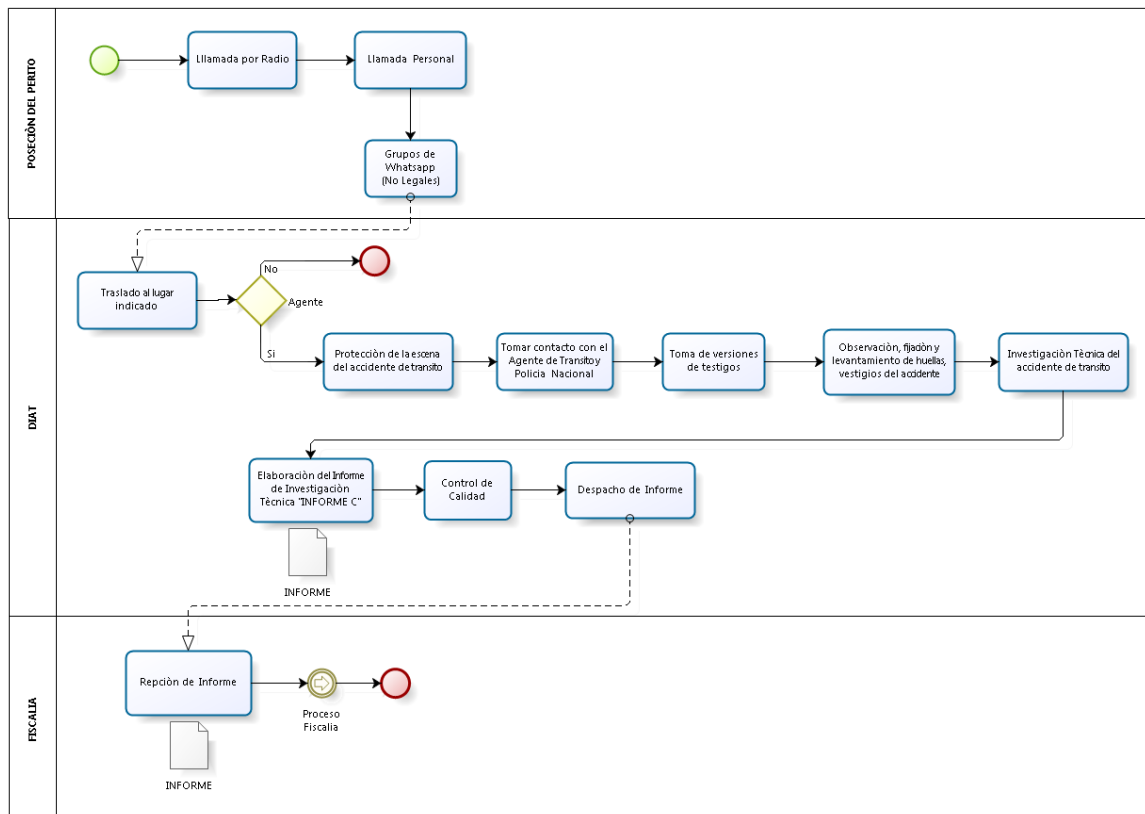 POSECIÒN DEL PERITO
Lllamada por Radio
Llamada Personal
Grupos de
Whatsapp
(No Legales)
DIAT
Traslado al lugar
indicado
No
Agente
Si
Protecciòn de la escena
del accidente de transito
Tomar contacto con el
Agente de Transito y
Policia Nacional
Toma de versiones
de testigos
Observaciòn, fijaciòn y
levantamiento de huellas,
vestigios del accidente
Investigaciòn Tècnica del
accidente de transito
Elaboraciòn del Informe
de Investigaciòn
Tècnica "INFORME C"
Control de
Calidad
Despacho de Informe
INFORME
FISCALIA
Repciòn de Informe
Proceso
Fiscalia
INFORME